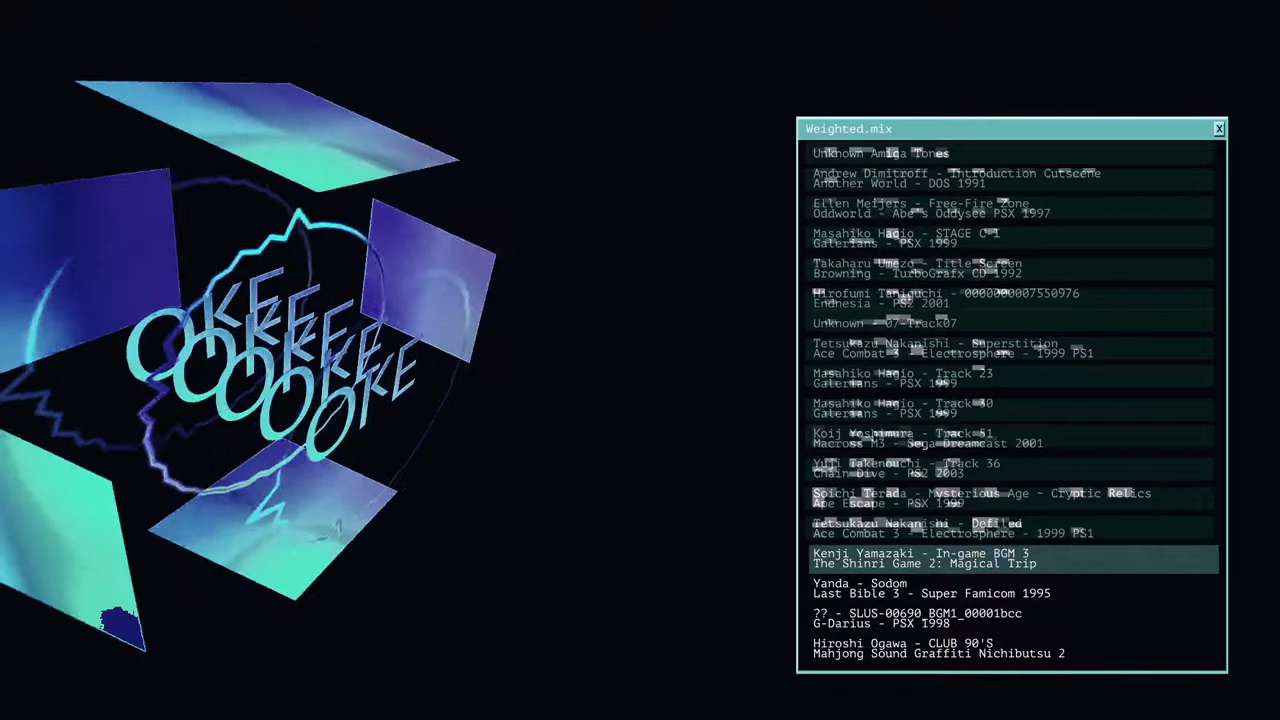 OKE
OKE
OKE
OKE
OKE
Weighted.mix
X
Unknown Amiga Tones
Andrew Dimitroff - Introduction Cutscene
Another World - DOS 1991
Ellen Meijers - Free-Fire Zone
Oddworld - Abe's Oddysee PSX 1997
Masahiko Hagio - STAGE C-1
Galerians - PSX 1999
Takaharu Umezo - Title Screen
Browning - TurboGrafx CD 1992
Hirofumi Taniguchi - 0000000007550976
Endnesia - PS2 2001
Unknown - 07-Track07
Tetsukazu Nakanishi - Superstition
Ace Combat 3 - Electrosphere - 1999 PS1
Masahiko Hagio - Track 23
Galerians - PSX 1999
Masahiko Hagio - Track 30
Galerians - PSX 1999
Koij Yoshimura - Track 51
Macross M3 - Sega Dreamcast 2001
Yuji Takenouchi - Track 36
Chain Dive - PS2 2003
Soichi Terada - Mysterious Age ~ Cryptic Relics
Ape Escape - PSX 1999
Tetsukazu Nakanishi - Defiled
Ace Combat 3 - Electrosphere - 1999 PS1
Kenji Yamazaki - In-game BGM 3
The Shinri Game 2: Magical Trip
Yanda - Sodom
Last Bible 3 - Super Famicom 1995
?? - SLUS-00690_BGM1_00001bcc
G-Darius - PSX 1998
Hiroshi Ogawa - CLUB 90'S
Mahjong Sound Graffiti Nichibutsu 2